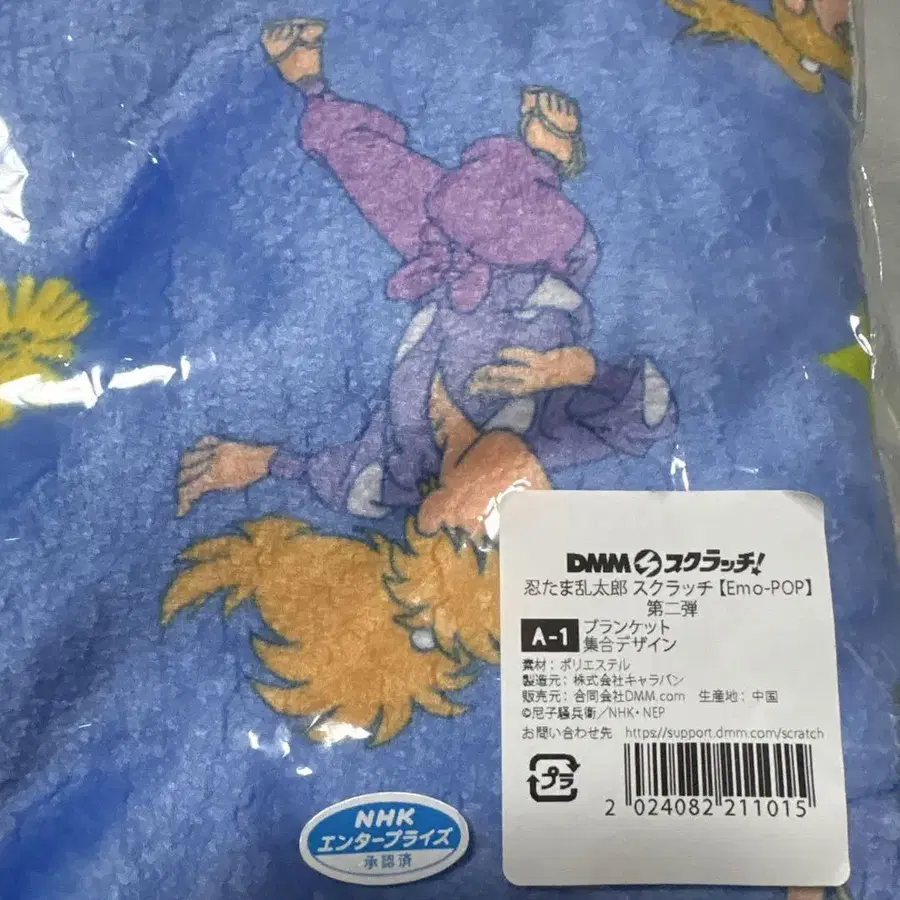 DMM スクラッチ!
忍たま乱太郎 スクラッチ【Emo-POP】
第二弾
A-1 ブランケット
集合デザイン
素材：ポリエステル
製造元：株式会社キャラバン
販売元：合同会社DMM.com 生産地：中国
©尼子騒兵衛／NHK・NEP
お問い合わせ先 https://support.dmm.com/scratch
プラ
2 024082 211015
NHK
エンタープライズ
承認済